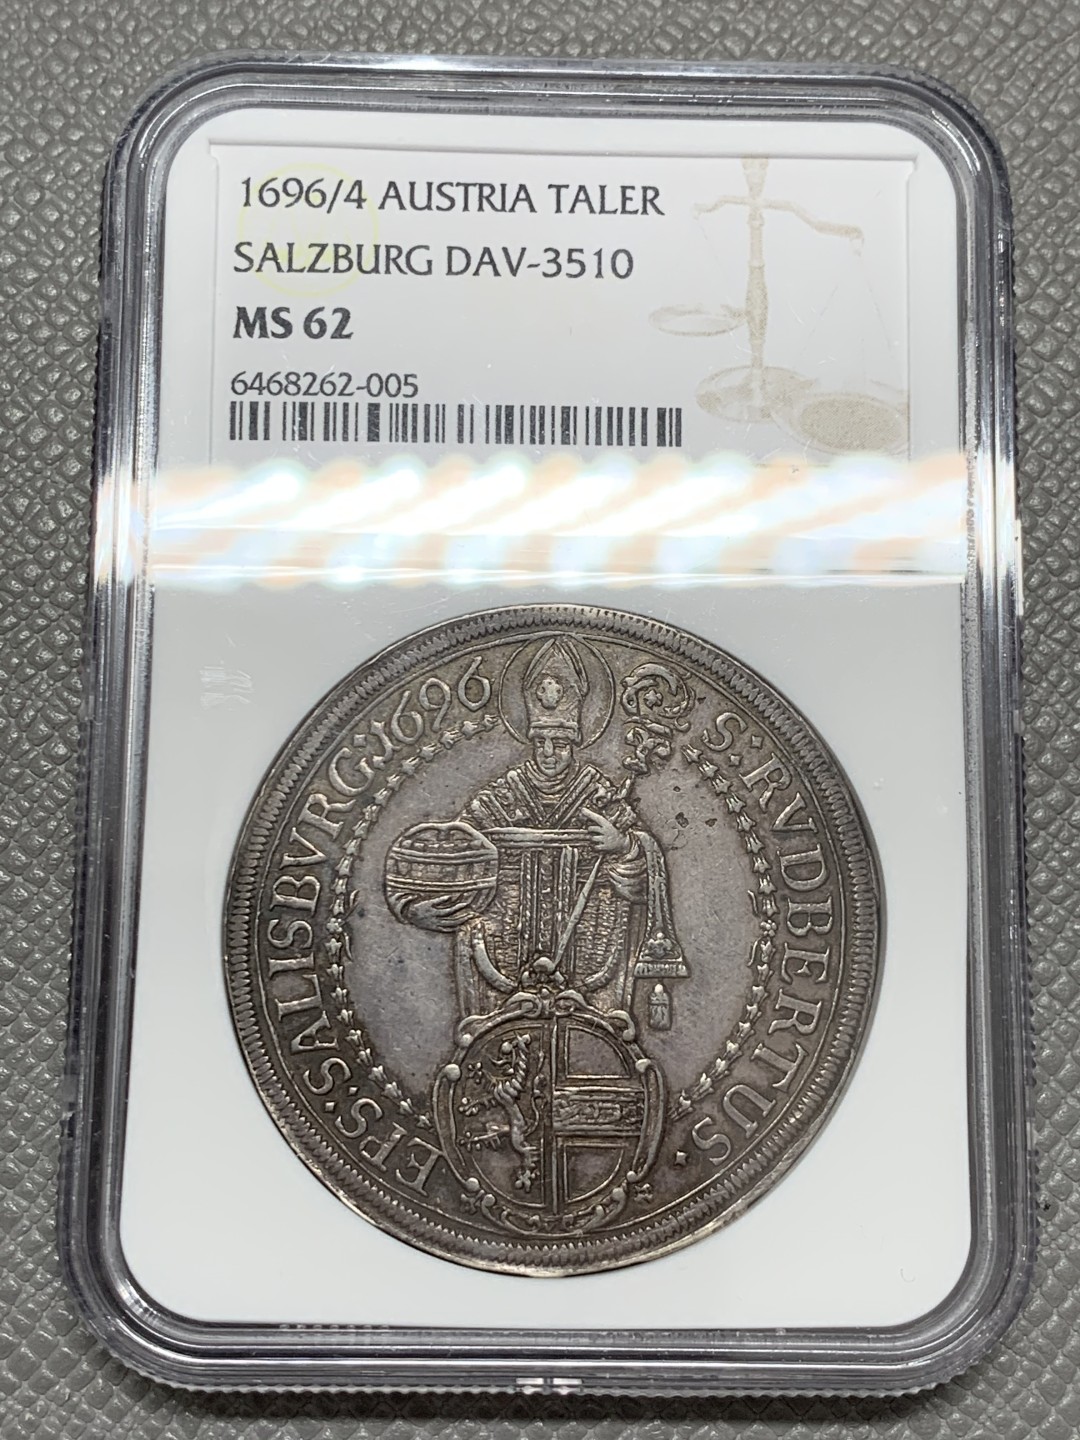 1696/4 AUSTRIA TALER
SALZBURG DAV-3510
MS 62
6468262-005
S·RVDBERTUS·
EPS·SALISBVRG:1696